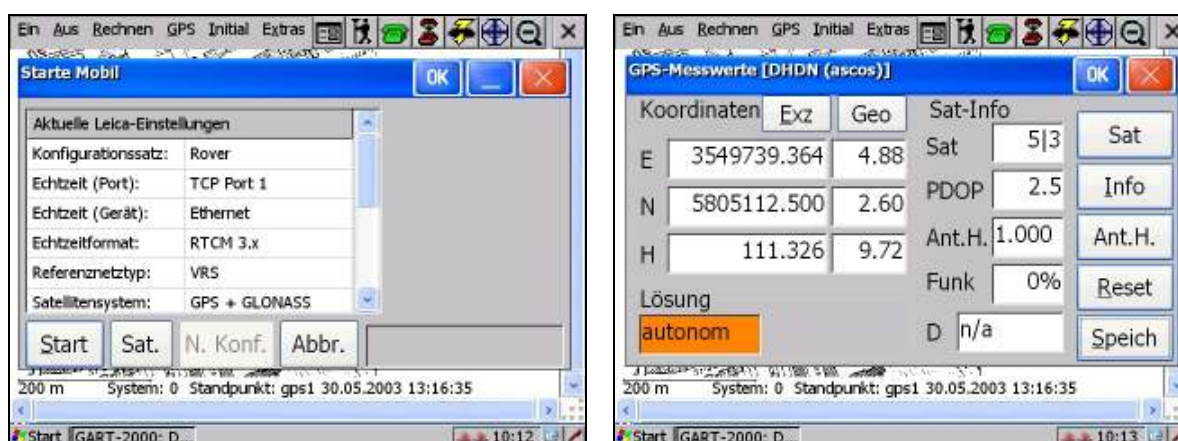 Ein Aus Rechnen GPS Initial Extras
Starte Mobil OK
Aktuelle Leica-Einstellungen
Konfigurationssatz: Rover
Echtzeit (Port): TCP Port 1
Echtzeit (Gerät): Ethernet
Echtzeitformat: RTCM 3.x
Referenznetztyp: VRS
Satellitensystem: GPS + GLONASS
Start Sat. N. Konf. Abbr.
200 m System: 0 Standpunkt: gps1 30.05.2003 13:16:35
Start GART-2000: D... 10:12
Ein Aus Rechnen GPS Initial Extras
GPS-Messwerte [DHDN (ascos)] OK
Koordinaten Exz Geo Sat-Info
E 3549739.364 4.88 Sat 5|3 Sat
N 5805112.500 2.60 PDOP 2.5 Info
H 111.326 9.72 Ant.H. 1.000 Ant.H.
Lösung Funk 0% Reset
autonom D n/a Speich
200 m System: 0 Standpunkt: gps1 30.05.2003 13:16:35
Start GART-2000: D... 10:13